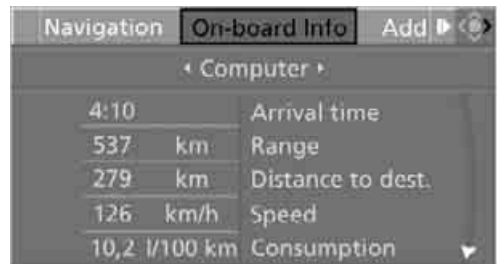 Navigation On-board Info Add
Computer
4:10 Arrival time
537 km Range
279 km Distance to dest.
126 km/h Speed
10,2 l/100 km Consumption